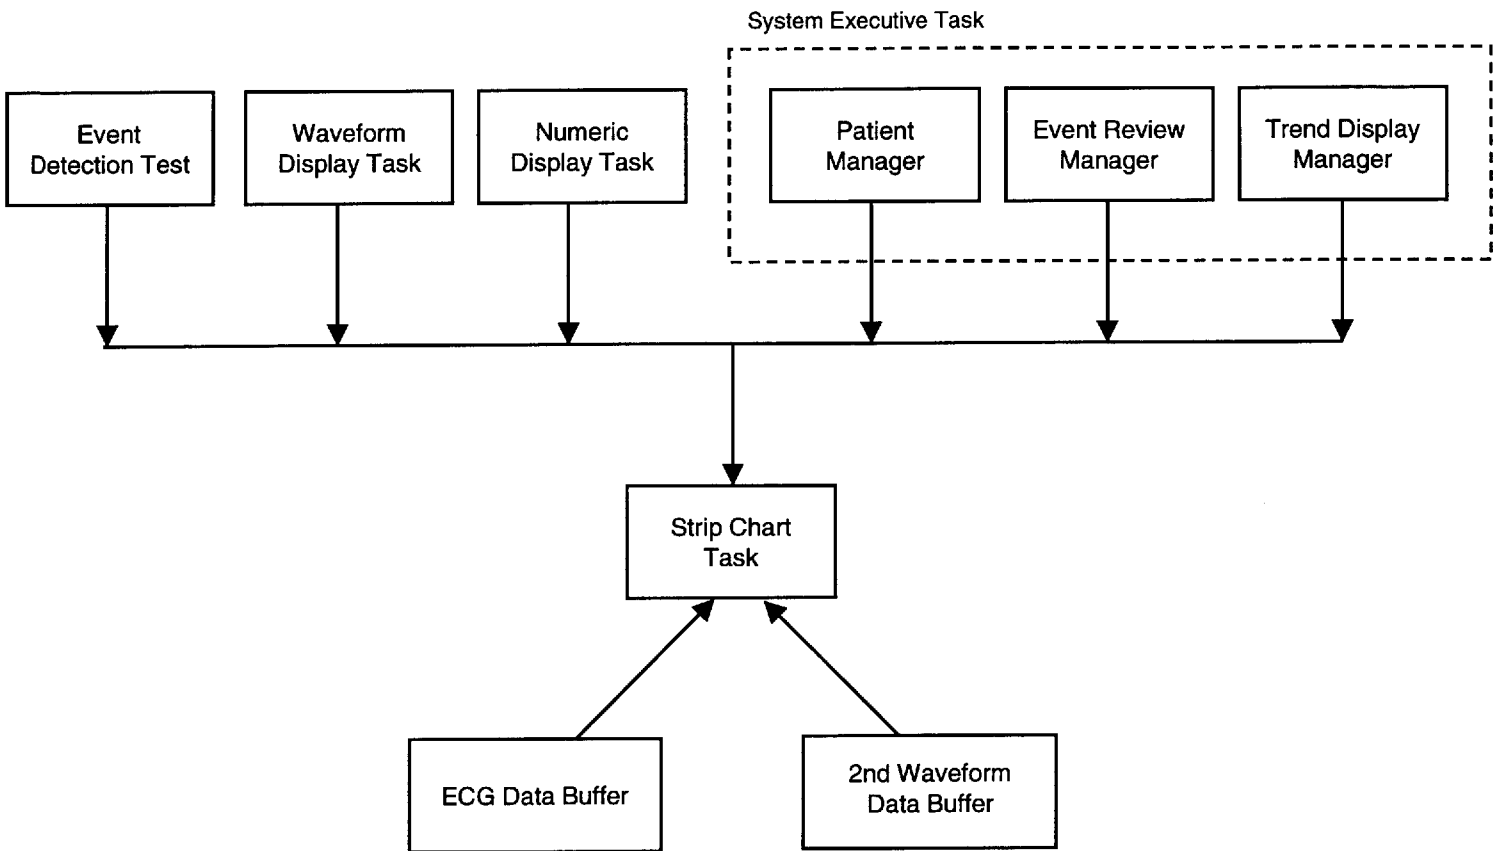 System Executive Task
Event
Detection Test
Waveform
Display Task
Numeric
Display Task
Patient
Manager
Event Review
Manager
Trend Display
Manager
Strip Chart
Task
ECG Data Buffer
2nd Waveform
Data Buffer